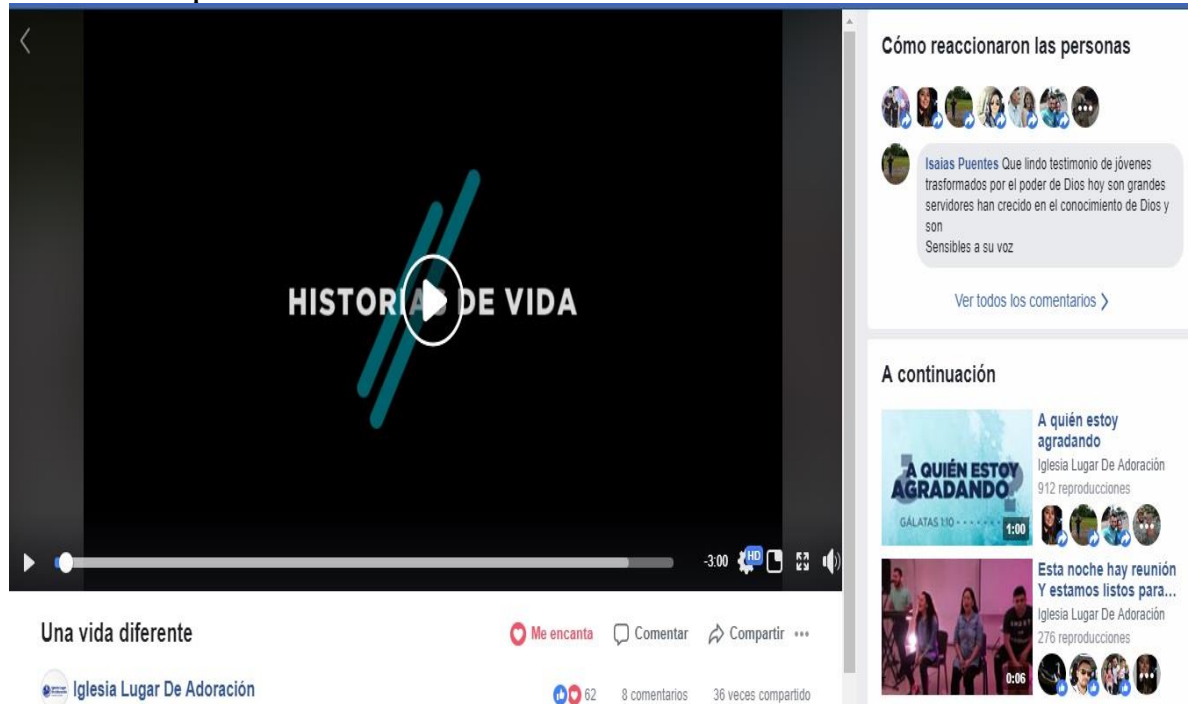 HISTORIAS DE VIDA
-3:00
HD
Una vida diferente
Me encanta
Comentar
Compartir
Iglesia Lugar De Adoración
62
8 comentarios
36 veces compartido
Cómo reaccionaron las personas
Isaias Puentes Que lindo testimonio de jóvenes
trasformados por el poder de Dios hoy son grandes
servidores han crecido en el conocimiento de Dios y
son
Sensibles a su voz
Ver todos los comentarios
A continuación
¿A QUIÉN ESTOY
AGRADANDO?
GÁLATAS 1:10
1:00
A quién estoy
agradando
Iglesia Lugar De Adoración
912 reproducciones
0:06
Esta noche hay reunión
Y estamos listos para...
Iglesia Lugar De Adoración
276 reproducciones